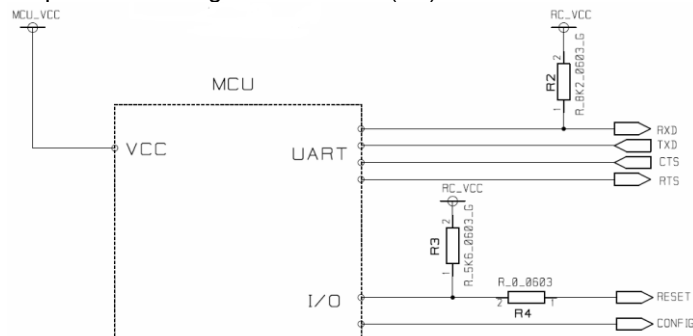 MCU_VCC
RC_VCC
R2
R_8K2_0603_G
2
1
MCU
VCC
UART
RXD
TXD
CTS
RTS
RC_VCC
R3
R_5K6_0603_G
2
1
I/O
R_0_0603
2
1
R4
RESET
CONFIG